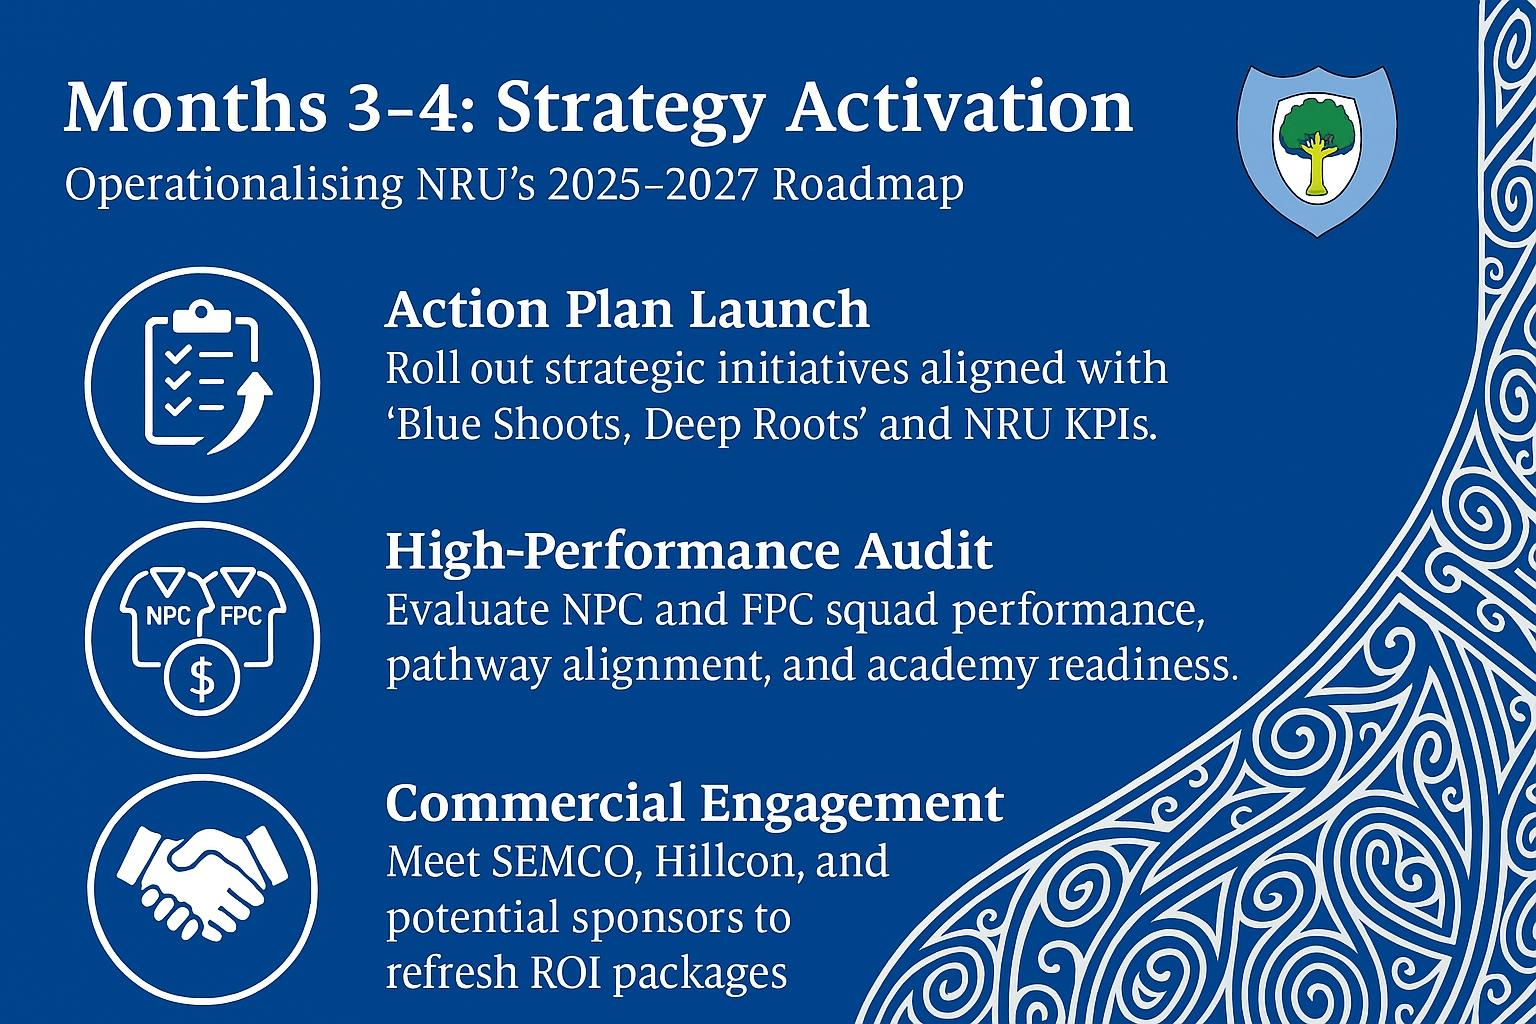 Months 3–4: Strategy Activation
Operationalising NRU’s 2025–2027 Roadmap
Action Plan Launch
Roll out strategic initiatives aligned with
‘Blue Shoots, Deep Roots’ and NRU KPIs.
NPC FPC
$
High-Performance Audit
Evaluate NPC and FPC squad performance,
pathway alignment, and academy readiness.
Commercial Engagement
Meet SEMCO, Hillcon, and
potential sponsors to
refresh ROI packages